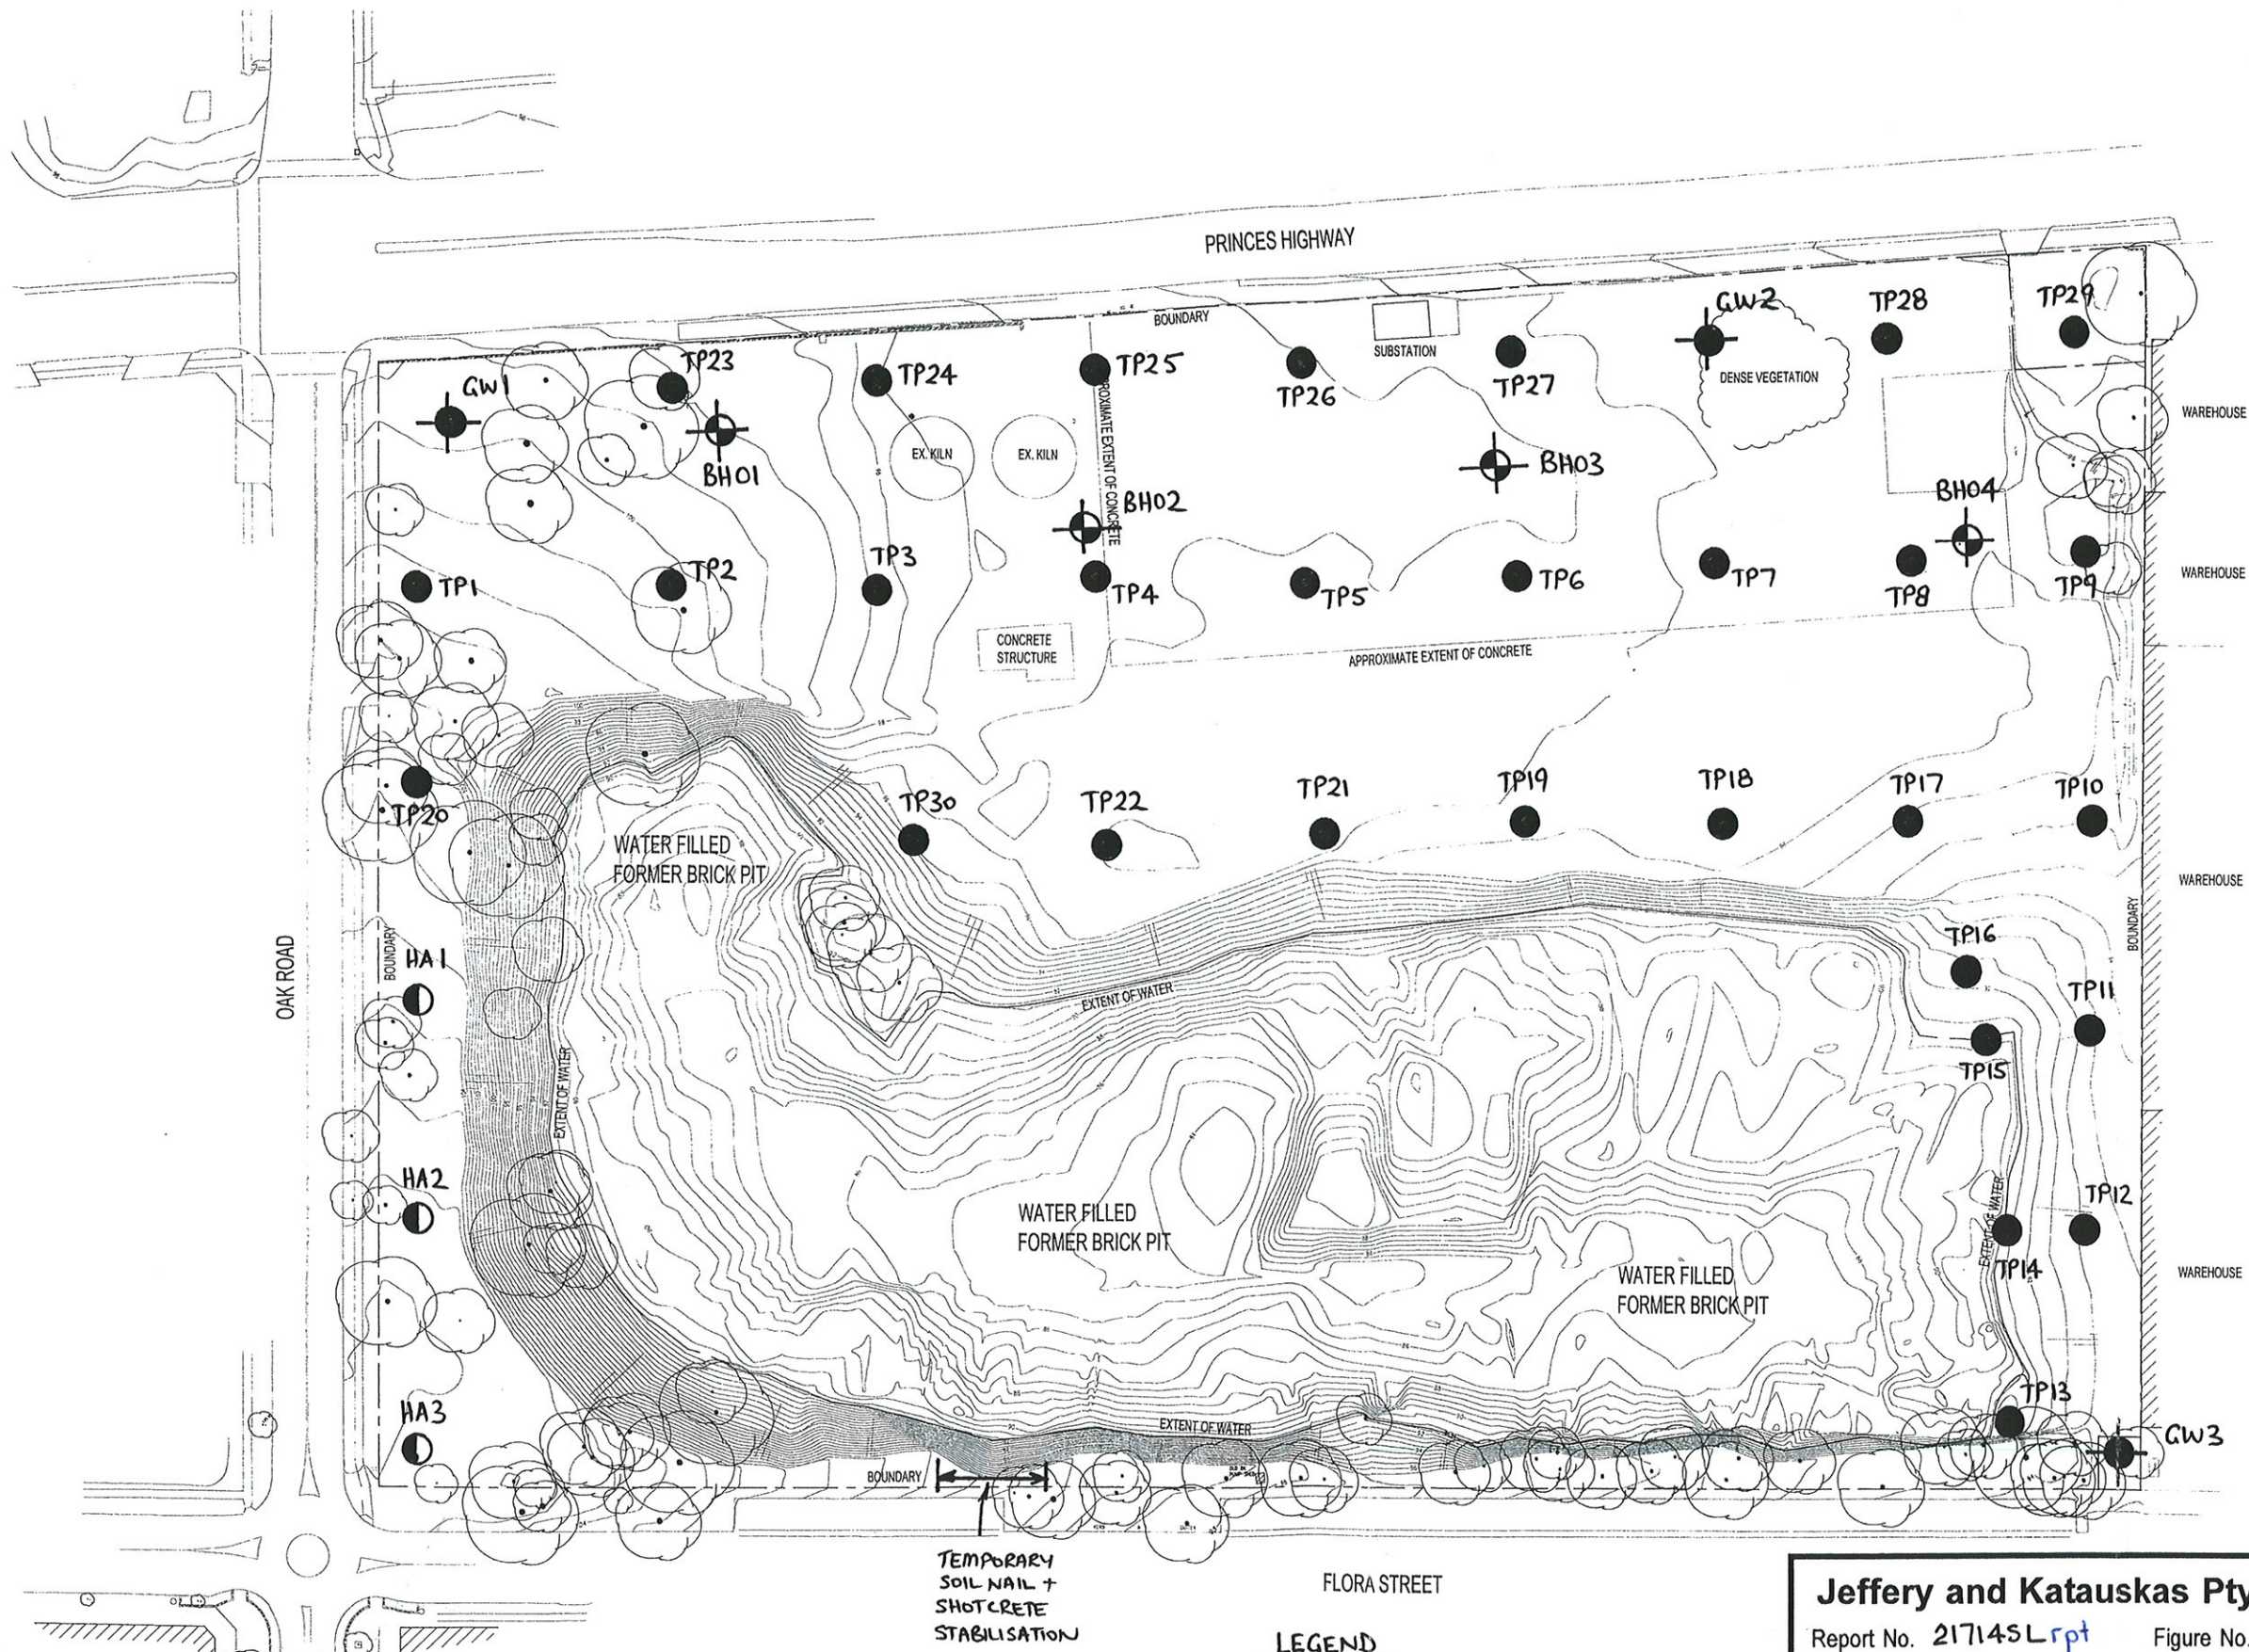 PRINCES HIGHWAY
BOUNDARY
SUBSTATION
GW2
DENSE VEGETATION
TP28
TP29
WAREHOUSE
GW1
TP23
BH01
TP24
EX. KILN
EX. KILN
TP25
TP26
TP27
BH02
BH03
BH04
WAREHOUSE
TP1
TP2
TP3
TP4
TP5
TP6
TP7
TP8
TP9
CONCRETE
STRUCTURE
APPROXIMATE EXTENT OF CONCRETE
TP20
TP30
TP22
TP21
TP19
TP18
TP17
TP10
WATER FILLED
FORMER BRICK PIT
WAREHOUSE
BOUNDARY
OAK ROAD
BOUNDARY
HA1
EXTENT OF WATER
TP16
TP11
TP15
EXTENT OF WATER
HA2
WATER FILLED
FORMER BRICK PIT
EXTENT OF WATER
TP12
TP14
WATER FILLED
FORMER BRICK PIT
WAREHOUSE
HA3
EXTENT OF WATER
TP13
GW3
BOUNDARY
TEMPORARY
SOIL NAIL +
SHOTCRETE
STABILISATION
FLORA STREET
LEGEND
Jeffery and Katauskas Pty
Report No. 21714SLrpt Figure No.